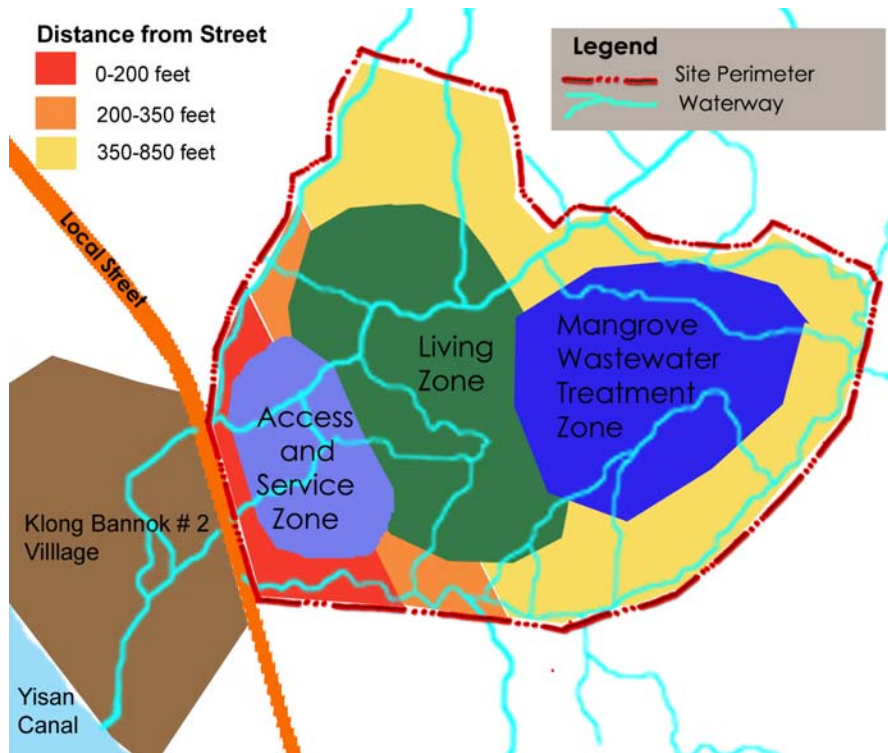 Distance from Street
0-200 feet
200-350 feet
350-850 feet
Legend
Site Perimeter
Waterway
Local Street
Living
Zone
Mangrove
Wastewater
Treatment
Zone
Access
and
Service
Zone
Klong Bannok # 2
Villlage
Yisan
Canal